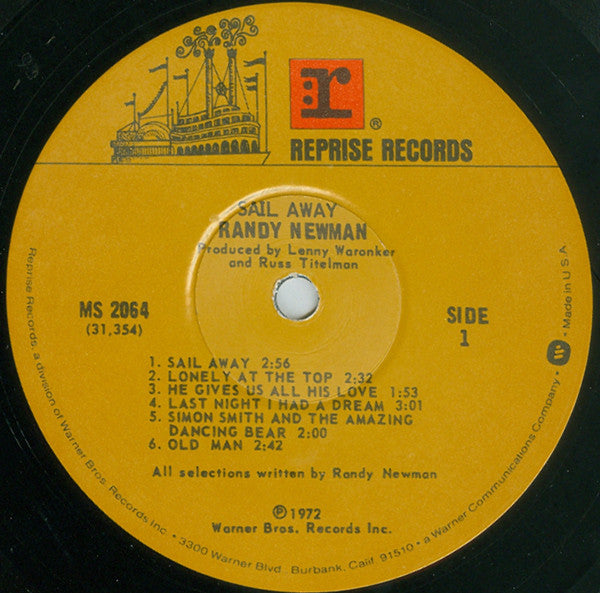 r
®
REPRISE RECORDS
SAIL AWAY
RANDY NEWMAN
Produced by Lenny Waronker
and Russ Titelman
MS 2064
(31,354)
SIDE
1
1. SAIL AWAY 2:56
2. LONELY AT THE TOP 2:32
3. HE GIVES US ALL HIS LOVE 1:53
4. LAST NIGHT I HAD A DREAM 3:01
5. SIMON SMITH AND THE AMAZING
DANCING BEAR 2:00
6. OLD MAN 2:42
All selections written by Randy Newman
℗ 1972
Warner Bros. Records Inc.
Reprise Records, a division of Warner Bros. Records Inc. • 3300 Warner Blvd., Burbank, Calif. 91510 • a Warner Communications Company • W • Made in U.S.A.